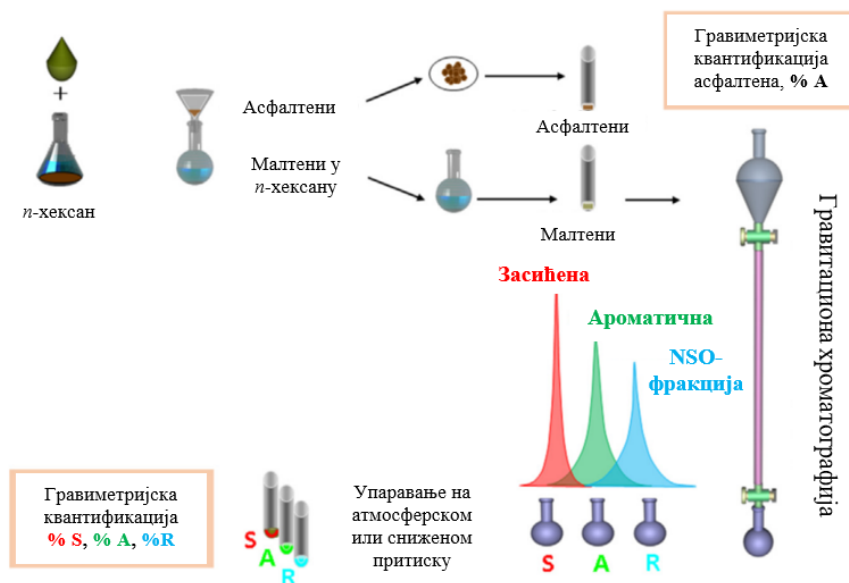 +
n-хексан
Асфалтени
Малтени у
n-хексану
Асфалтени
Малтени
Гравиметријска
квантификација
асфалтена, % A
Гравитациона хроматографија
Засићена
Ароматична
NSO-
фракција
S
A
R
Упаравање на
атмосферском
или сниженом
притиску
S
A
R
Гравиметријска
квантификација
% S, % A, %R